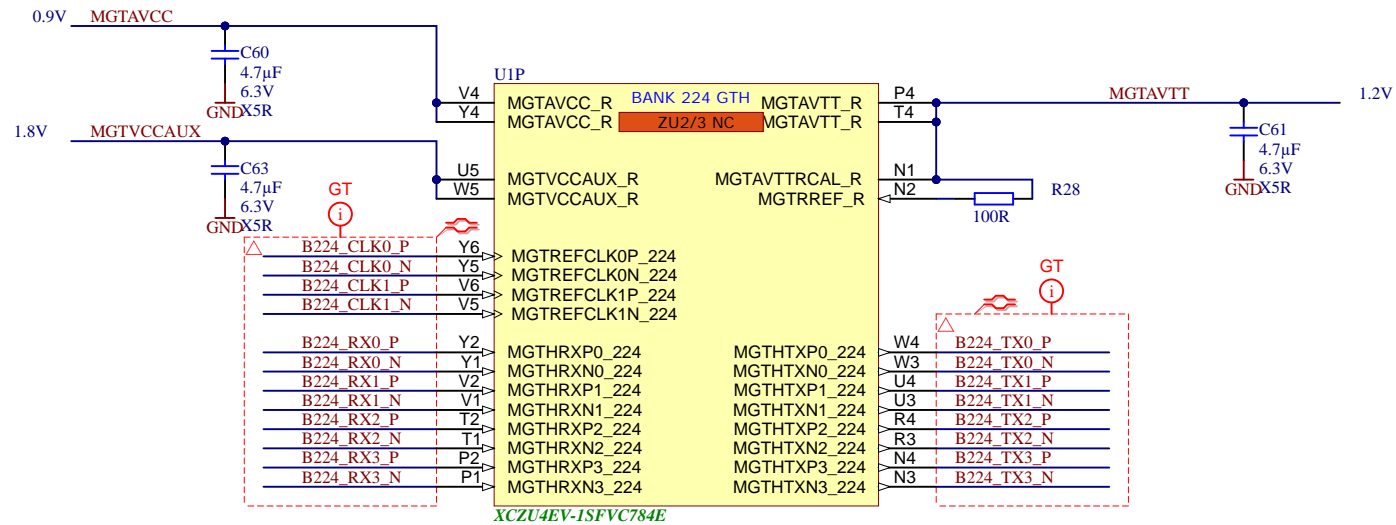 0.9V
MGTAVCC
C60
4.7µF
6.3V
X5R
GND
1.8V
MGTVCCAUX
C63
4.7µF
6.3V
X5R
GND
U1P
BANK 224 GTH
ZU2/3 NC
V4 MGTAVCC_R
Y4 MGTAVCC_R
U5 MGTVCCAUX_R
W5 MGTVCCAUX_R
MGTAVTT_R P4
MGTAVTT_R T4
MGTAVTTRCAL_R N1
MGTRREF_R N2
MGTAVTT
1.2V
C61
4.7µF
6.3V
X5R
GND
R28
100R
GT
i
B224_CLK0_P Y6 MGTREFCLK0P_224
B224_CLK0_N Y5 MGTREFCLK0N_224
B224_CLK1_P V6 MGTREFCLK1P_224
B224_CLK1_N V5 MGTREFCLK1N_224
B224_RX0_P Y2 MGTHRXP0_224
B224_RX0_N Y1 MGTHRXN0_224
B224_RX1_P V2 MGTHRXP1_224
B224_RX1_N V1 MGTHRXN1_224
B224_RX2_P T2 MGTHRXP2_224
B224_RX2_N T1 MGTHRXN2_224
B224_RX3_P P2 MGTHRXP3_224
B224_RX3_N P1 MGTHRXN3_224
GT
i
MGTHTXP0_224 W4 B224_TX0_P
MGTHTXN0_224 W3 B224_TX0_N
MGTHTXP1_224 U4 B224_TX1_P
MGTHTXN1_224 U3 B224_TX1_N
MGTHTXP2_224 R4 B224_TX2_P
MGTHTXN2_224 R3 B224_TX2_N
MGTHTXP3_224 N4 B224_TX3_P
MGTHTXN3_224 N3 B224_TX3_N
XCZU4EV-1SFVC784E